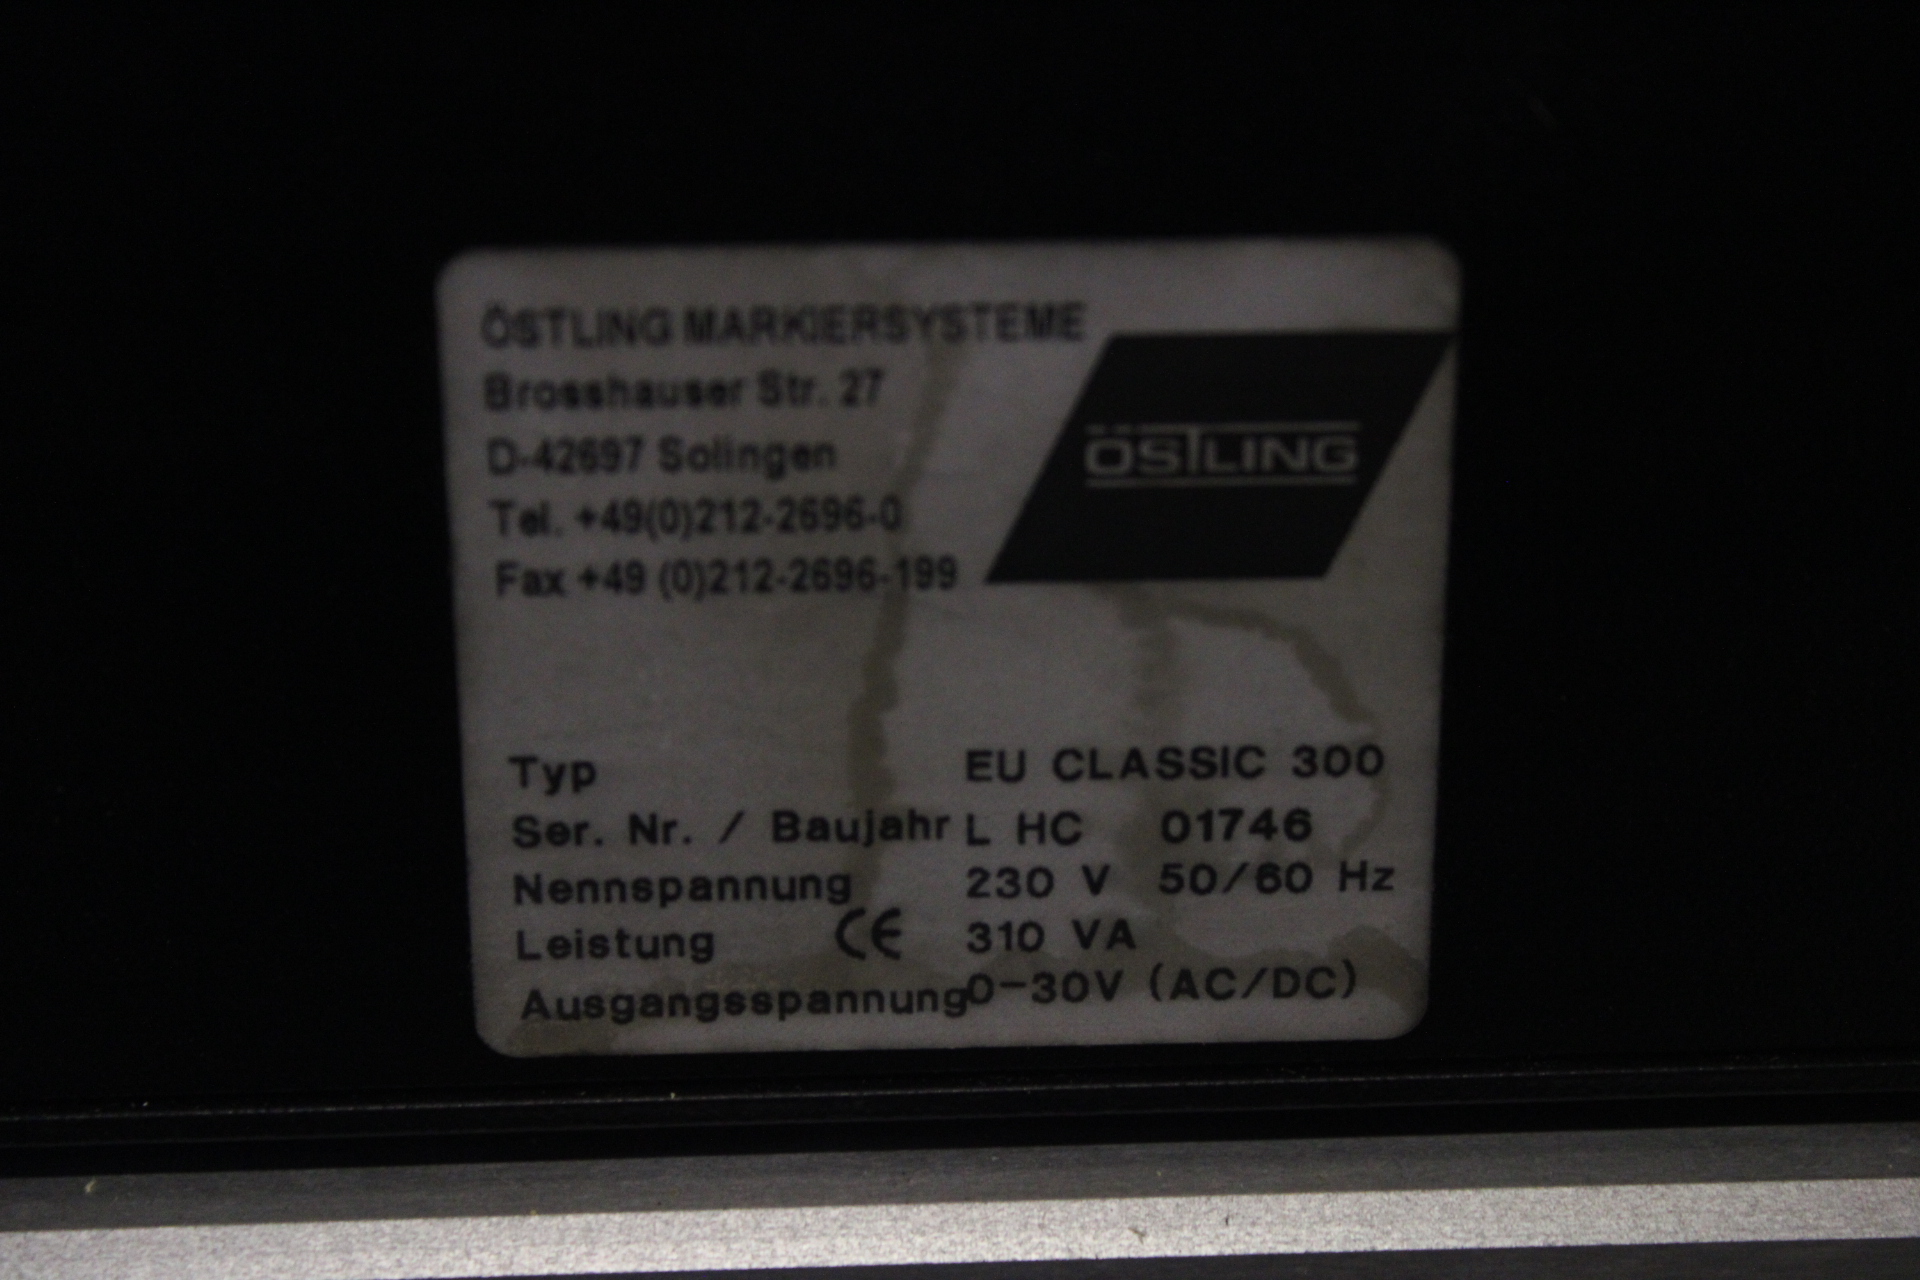 ÖSTLING MARKIERSYSTEME
Brosshauser Str. 27
D-42697 Solingen
Tel. +49(0)212-2696-0
Fax +49 (0)212-2696-199
ÖSTLING
Typ EU CLASSIC 300
Ser. Nr. / Baujahr L HC 01746
Nennspannung 230 V 50/60 Hz
Leistung CE 310 VA
Ausgangsspannung 0-30V (AC/DC)